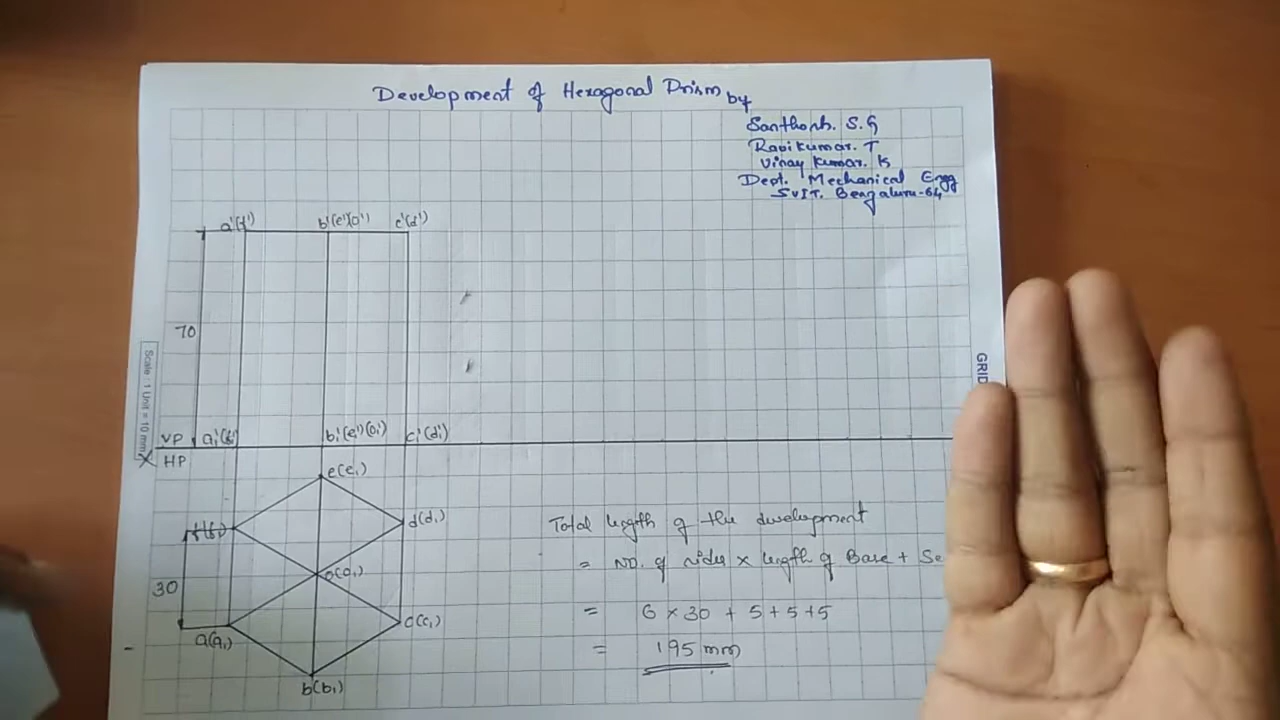 Development of Hexagonal Prism by
Santhosh. S. G
Ravikumar. T
Vinay Kumar. K
Dept. Mechanical Engg
SVIT. Bengaluru-64
a'(f') b'(e')(o') c'(d')
70
Scale : 1 Unit = 10 mm
GRID
VP a₁'(f₁') b₁'(e₁')(o₁') c₁'(d₁')
X HP
e(e₁)
f(f₁) d(d₁)
Total length of the development
= No. of sides x length of Base +
o(o₁)
30
= 6 x 30 + 5 + 5 + 5
a(a₁) c(c₁)
= 195 mm
b(b₁)